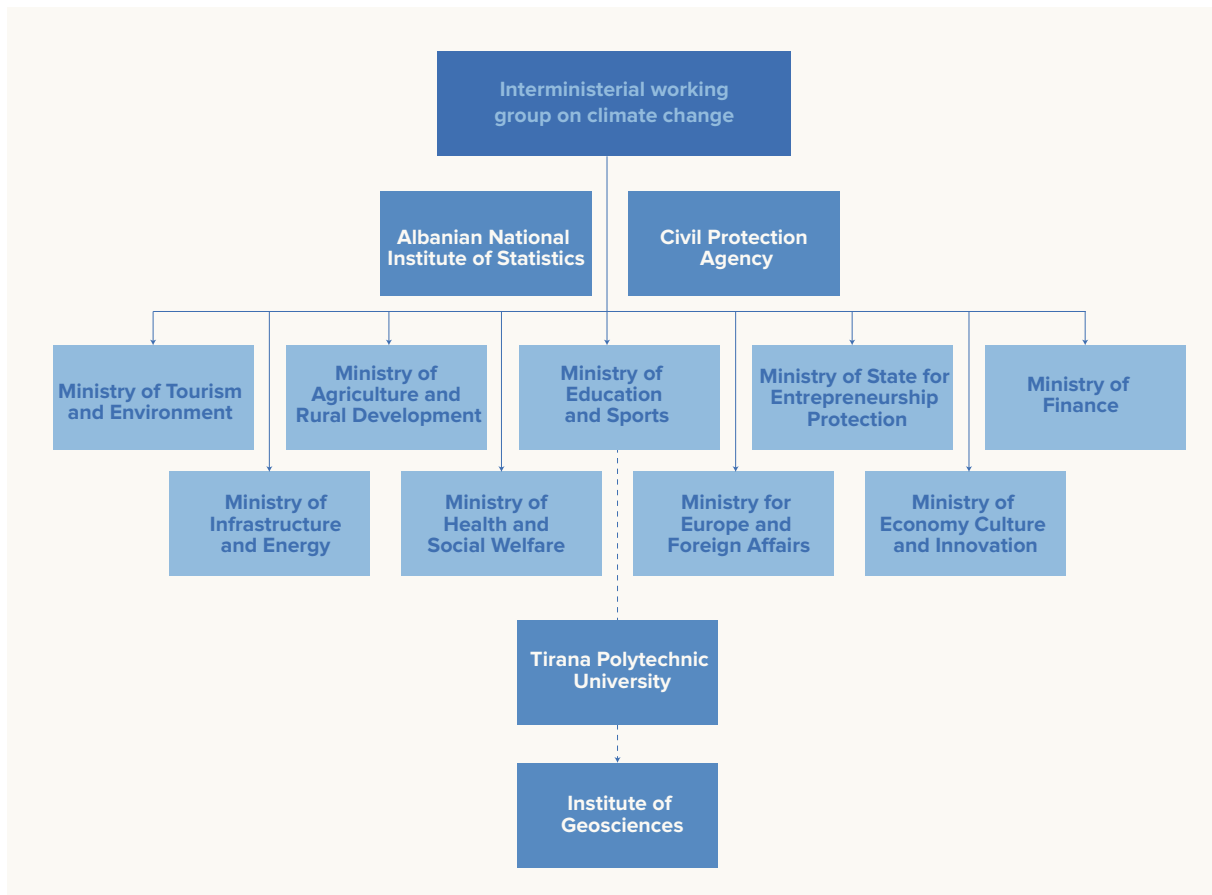 Interministerial working
group on climate change
Albanian National
Institute of Statistics
Civil Protection
Agency
Ministry of Tourism
and Environment
Ministry of
Agriculture and
Rural Development
Ministry of
Education
and Sports
Ministry of State for
Entrepreneurship
Protection
Ministry of
Finance
Ministry of
Infrastructure
and Energy
Ministry of
Health and
Social Welfare
Ministry for
Europe and
Foreign Affairs
Ministry of
Economy Culture
and Innovation
Tirana Polytechnic
University
Institute of
Geosciences